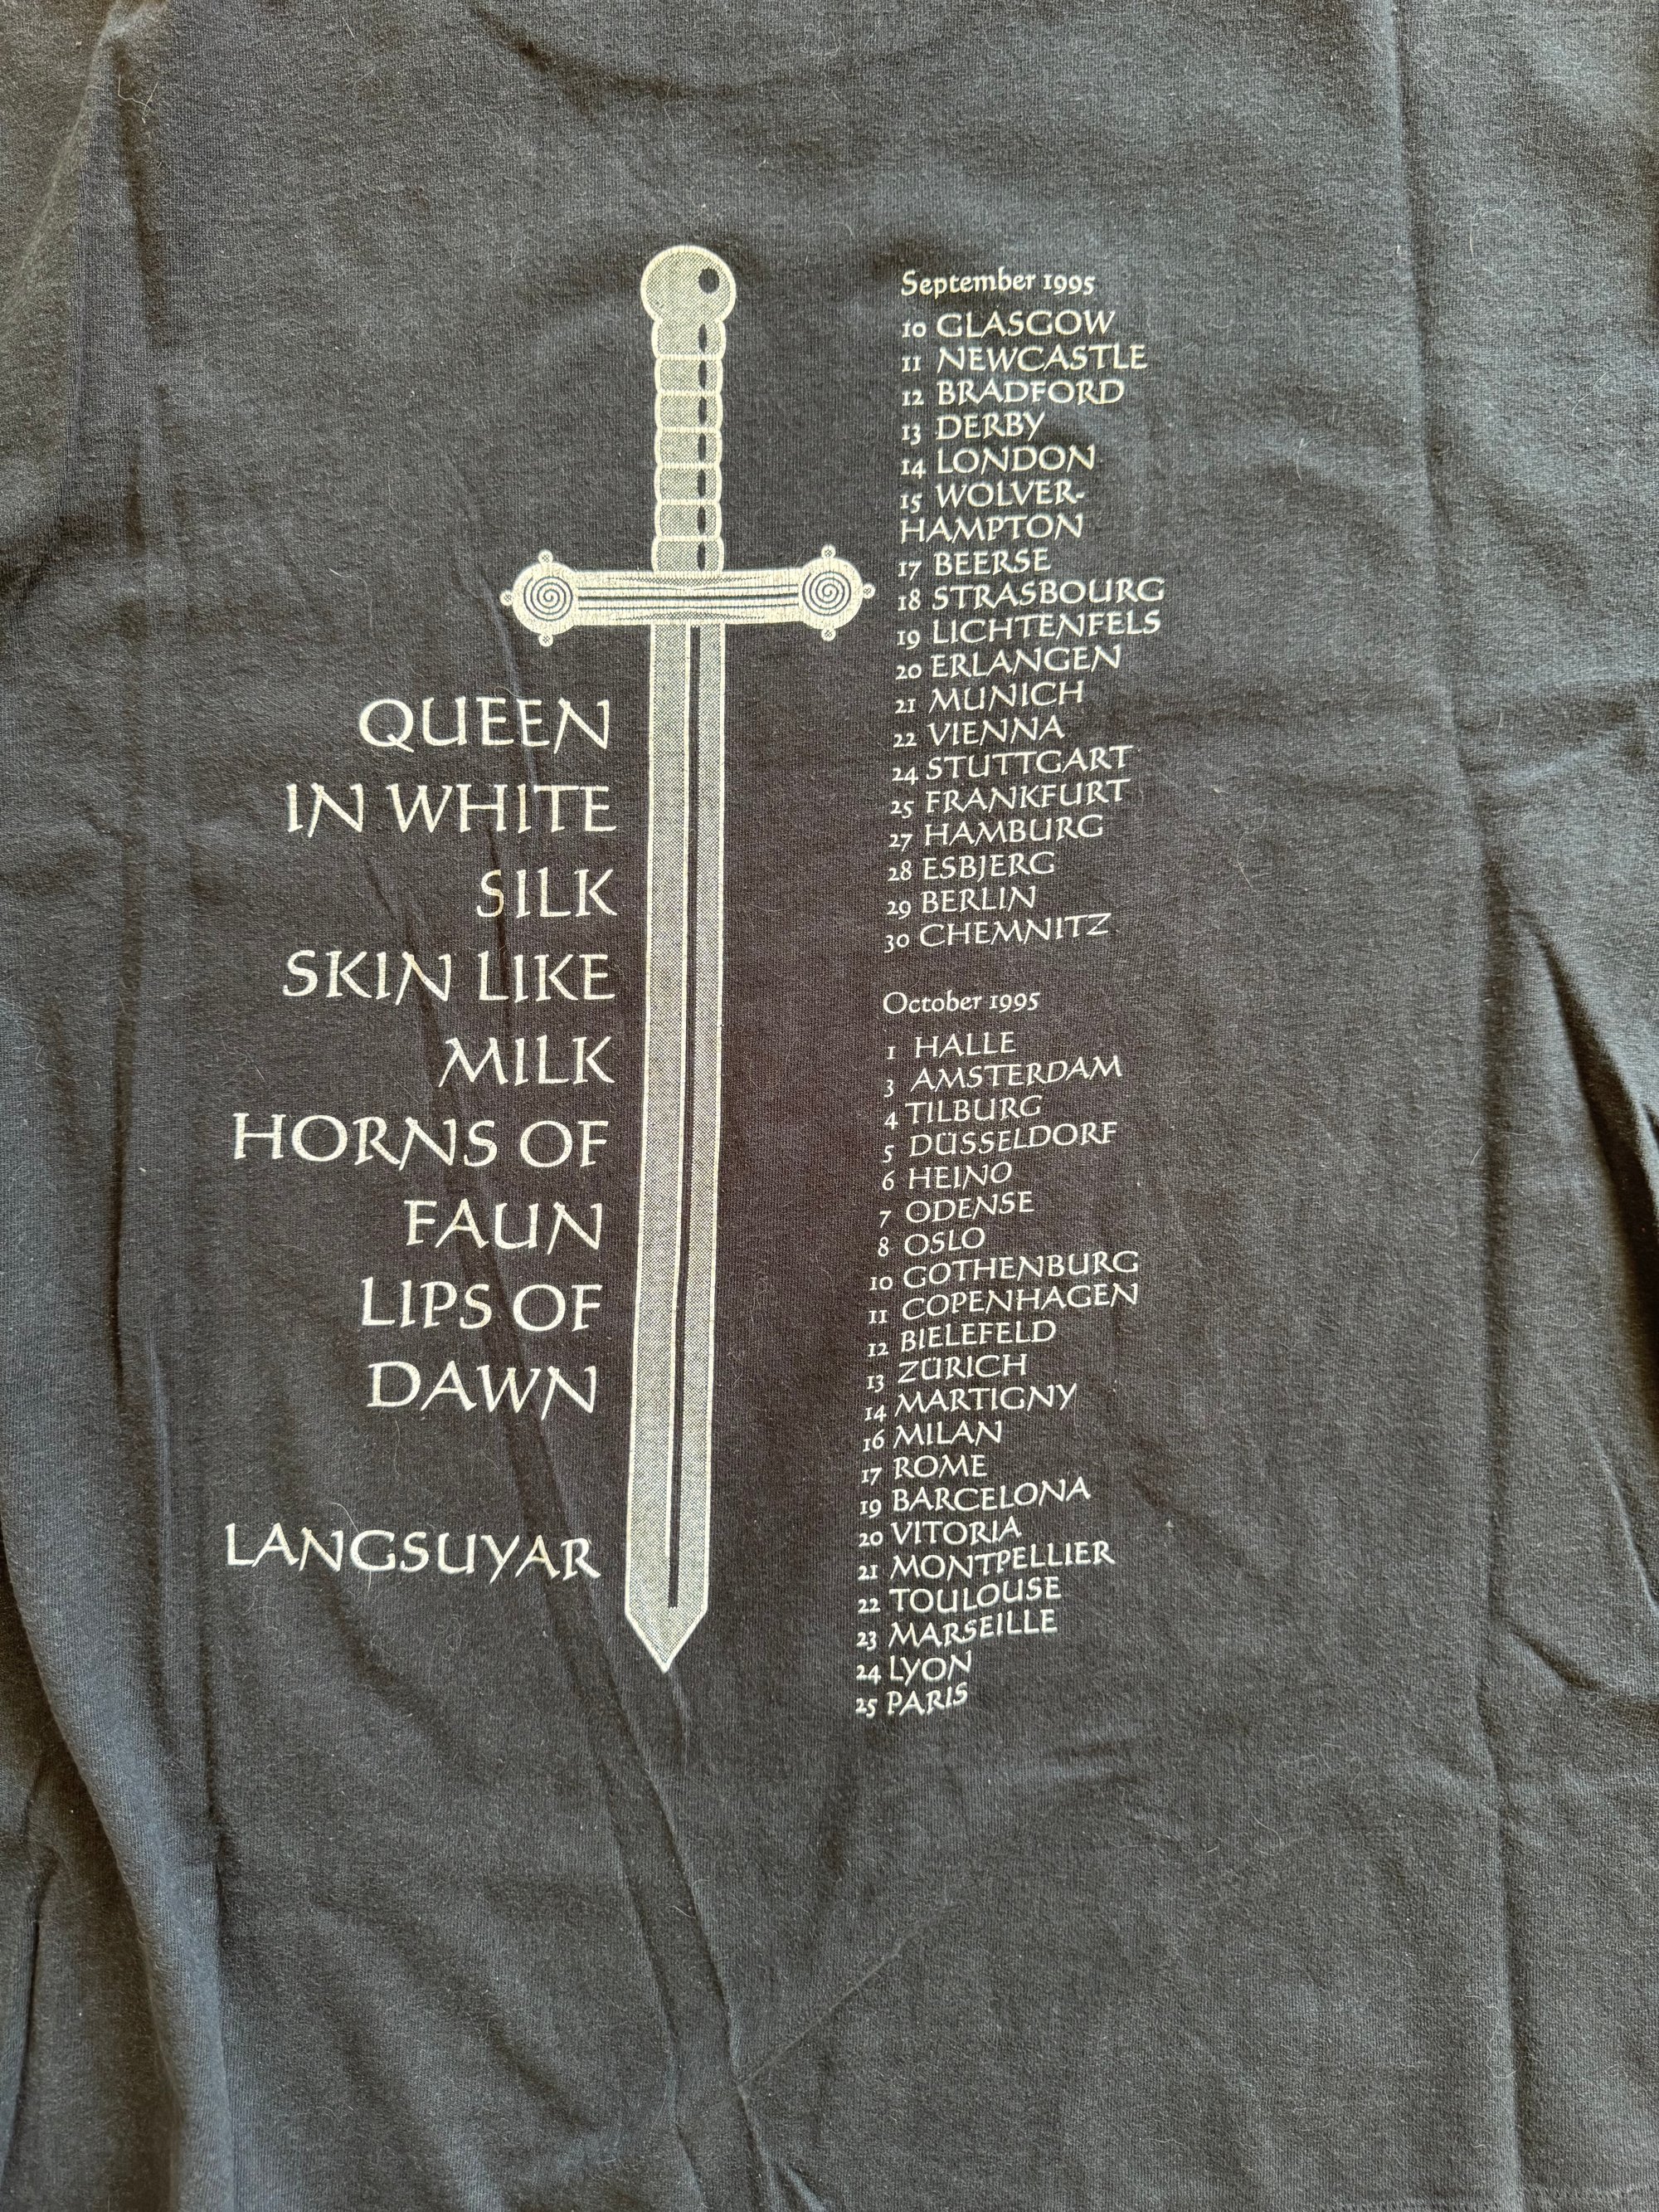 QUEEN
IN WHITE
SILK
SKIN LIKE
MILK
HORNS OF
FAUN
LIPS OF
DAWN
LANGSUYAR
September 1995
10 GLASGOW
11 NEWCASTLE
12 BRADFORD
13 DERBY
14 LONDON
15 WOLVER-
HAMPTON
17 BEERSE
18 STRASBOURG
19 LICHTENFELS
20 ERLANGEN
21 MUNICH
22 VIENNA
24 STUTTGART
25 FRANKFURT
27 HAMBURG
28 ESBJERG
29 BERLIN
30 CHEMNITZ
October 1995
1 HALLE
3 AMSTERDAM
4 TILBURG
5 DÜSSELDORF
6 HEINO
7 ODENSE
8 OSLO
10 GOTHENBURG
11 COPENHAGEN
12 BIELEFELD
13 ZÜRICH
14 MARTIGNY
16 MILAN
17 ROME
19 BARCELONA
20 VITORIA
21 MONTPELLIER
22 TOULOUSE
23 MARSEILLE
24 LYON
25 PARIS